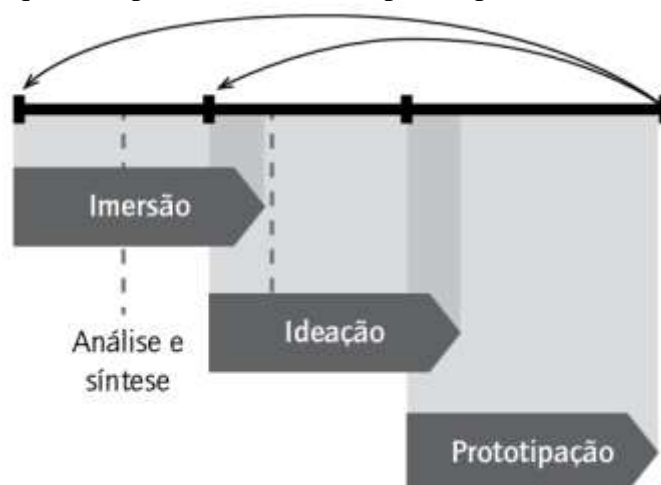 Imersão
Análise e
síntese
Ideação
Prototipação